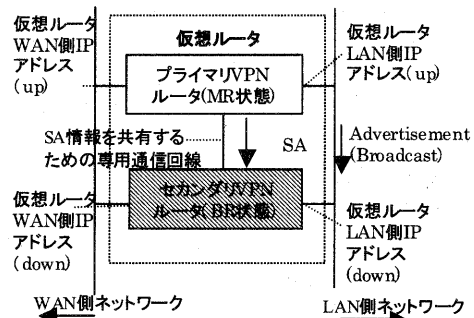 仮想ルータ
WAN側IP
アドレス
(up)
仮想ルータ
プライマリVPN
ルータ(MR状態)
仮想ルータ
LAN側IP
アドレス(up)
SA情報を共有する
ための専用通信回線
SA
Advertisement
(Broadcast)
仮想ルータ
WAN側IP
アドレス
(down)
セカンダリVPN
ルータ(BR状態)
仮想ルータ
LAN側IP
アドレス
(down)
WAN側ネットワーク
LAN側ネットワーク